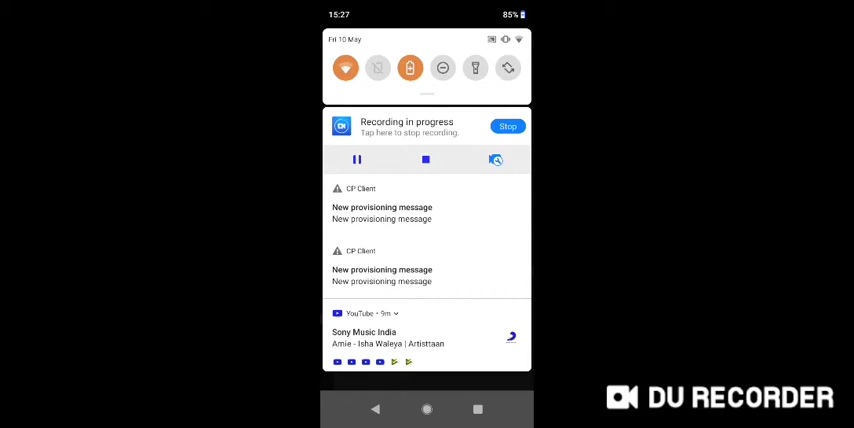 15:27
85%
Fri 10 May
Recording in progress
Tap here to stop recording.
Stop
CP Client
New provisioning message
New provisioning message
CP Client
New provisioning message
New provisioning message
YouTube • 9m
Sony Music India
Amie - Isha Waleya | Artisttaan
DU RECORDER